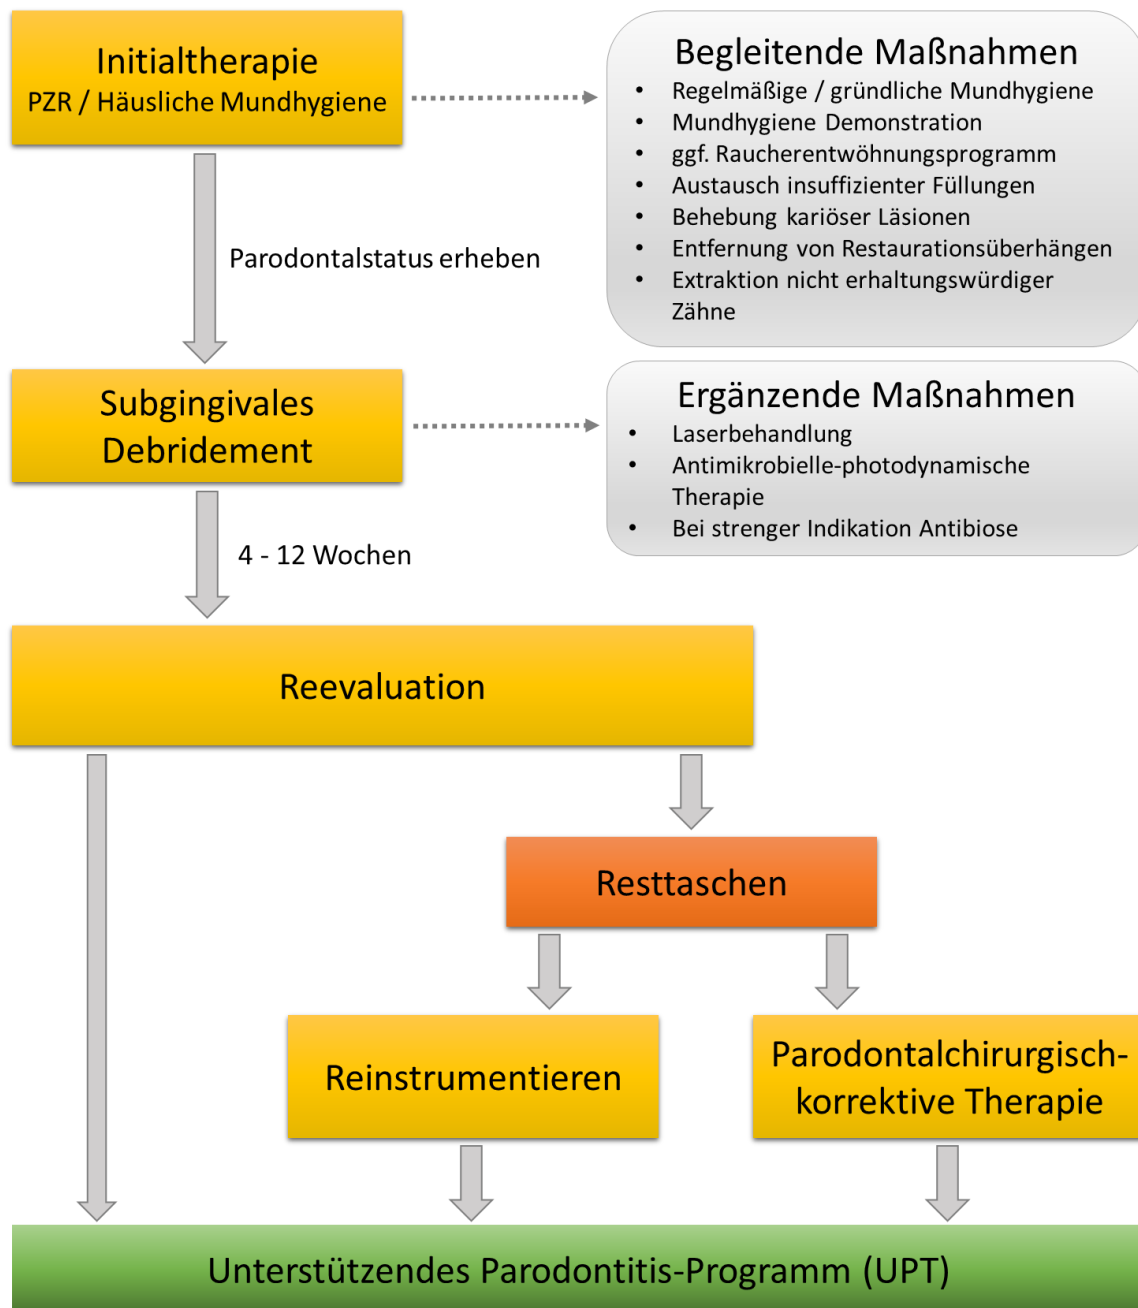 Initialtherapie
PZR / Häusliche Mundhygiene
Begleitende Maßnahmen
• Regelmäßige / gründliche Mundhygiene
• Mundhygiene Demonstration
• ggf. Raucherentwöhnungsprogramm
• Austausch insuffizienter Füllungen
• Behebung kariöser Läsionen
• Entfernung von Restaurationsüberhängen
• Extraktion nicht erhaltungswürdiger
Zähne
Parodontalstatus erheben
Subgingivales
Debridement
Ergänzende Maßnahmen
• Laserbehandlung
• Antimikrobielle-photodynamische
Therapie
• Bei strenger Indikation Antibiose
4 - 12 Wochen
Reevaluation
Resttaschen
Reinstrumentieren
Parodontalchirurgisch-
korrektive Therapie
Unterstützendes Parodontitis-Programm (UPT)